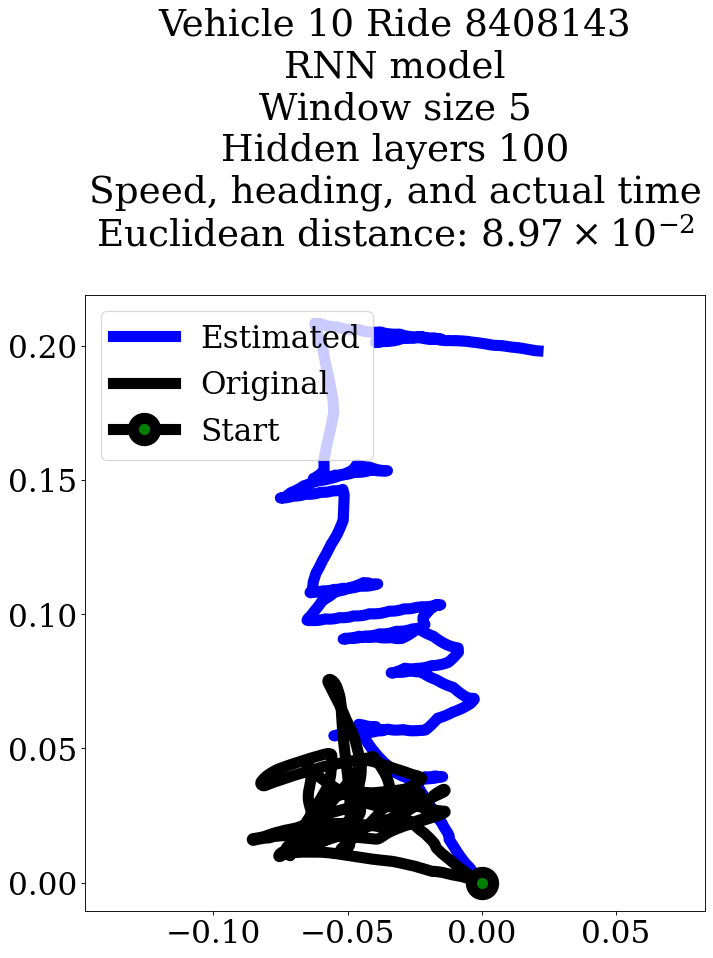 Vehicle 10 Ride 8408143
RNN model
Window size 5
Hidden layers 100
Speed, heading, and actual time
Euclidean distance: 8.97 × 10⁻²
Estimated
Original
Start
0.20
0.15
0.10
0.05
0.00
−0.10 −0.05 0.00 0.05